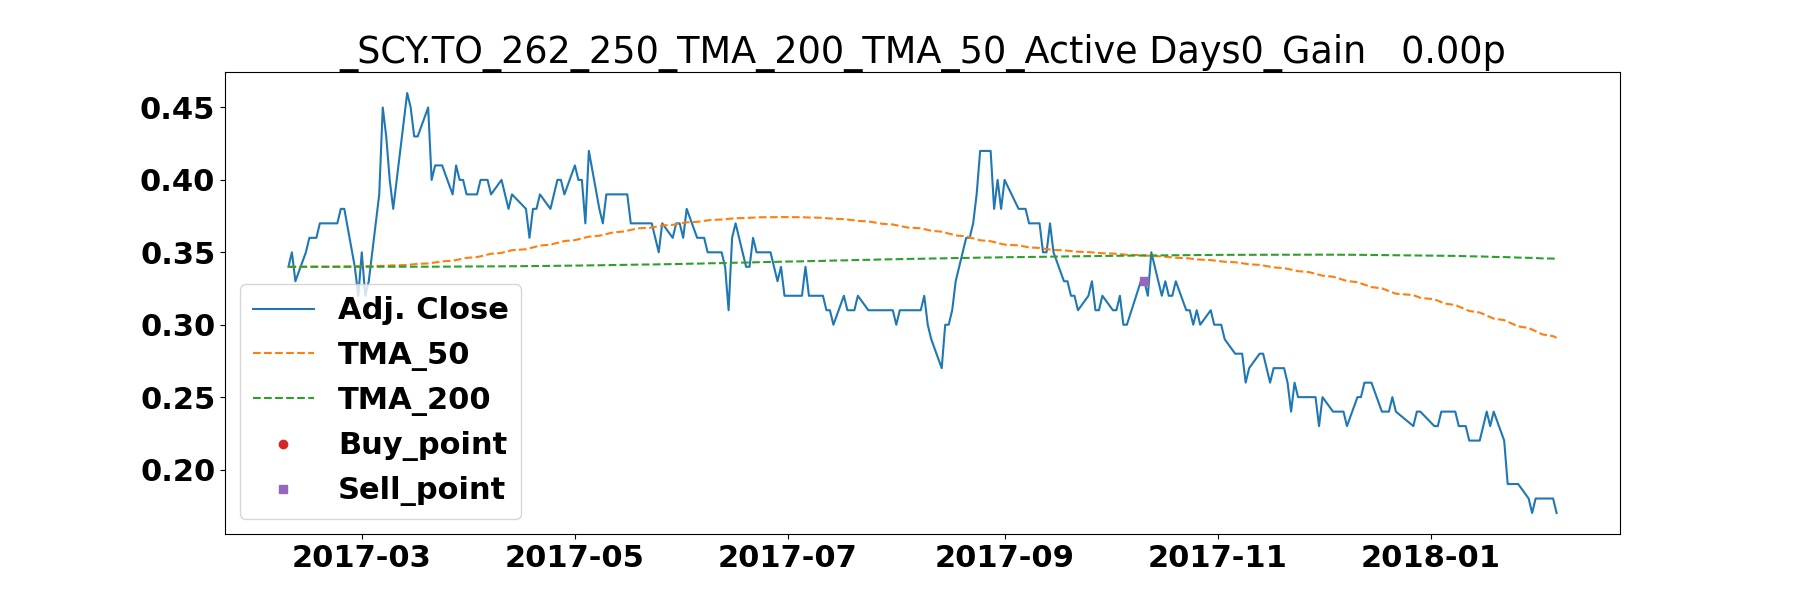 _SCY.TO_262_250_TMA_200_TMA_50_Active Days0_Gain   0.00p
0.45
0.40
0.35
0.30
0.25
0.20
Adj. Close
TMA_50
TMA_200
Buy_point
Sell_point
2017-03 2017-05 2017-07 2017-09 2017-11 2018-01